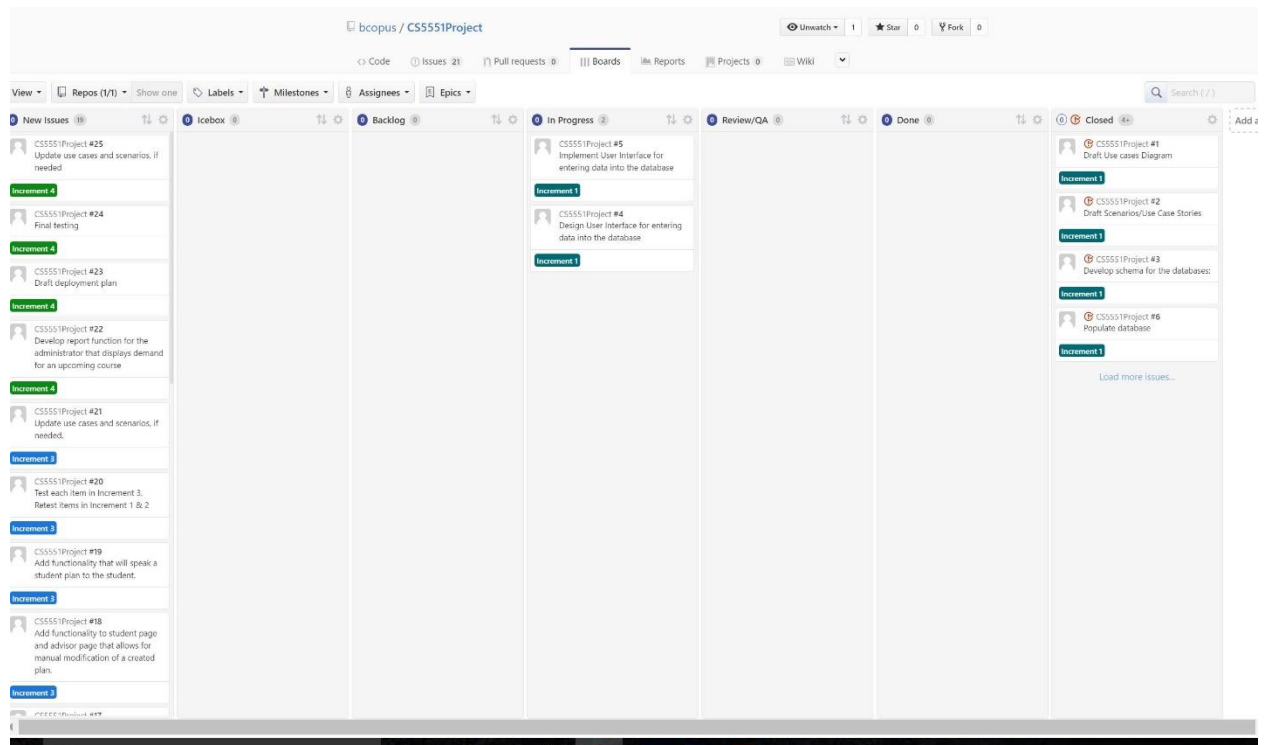 bcopus / CS5551Project
Unwatch 1 Star 0 Fork 0
Code Issues 21 Pull requests 0 Boards Reports Projects 0 Wiki
View Repos (1/1) Show one Labels Milestones Assignees Epics Search (/)
0 New Issues 19
CS5551Project #25
Update use cases and scenarios, if
needed
Increment 4
CS5551Project #24
Final testing
Increment 4
CS5551Project #23
Draft deployment plan
Increment 4
CS5551Project #22
Develop report function for the
administrator that displays demand
for an upcoming course
Increment 4
CS5551Project #21
Update use cases and scenarios, if
needed.
Increment 3
CS5551Project #20
Test each item in Increment 3.
Retest items in Increment 1 & 2
Increment 3
CS5551Project #19
Add functionality that will speak a
student plan to the student.
Increment 3
CS5551Project #18
Add functionality to student page
and advisor page that allows for
manual modification of a created
plan.
Increment 3
CS5551Project #17
0 Icebox 0
0 Backlog 0
0 In Progress 2
CS5551Project #5
Implement User Interface for
entering data into the database
Increment 1
CS5551Project #4
Design User Interface for entering
data into the database
Increment 1
0 Review/QA 0
0 Done 0
0 Closed 4+
CS5551Project #1
Draft Use cases Diagram
Increment 1
CS5551Project #2
Draft Scenarios/Use Case Stories
Increment 1
CS5551Project #3
Develop schema for the databases:
Increment 1
CS5551Project #6
Populate database
Increment 1
Load more issues...
Add a